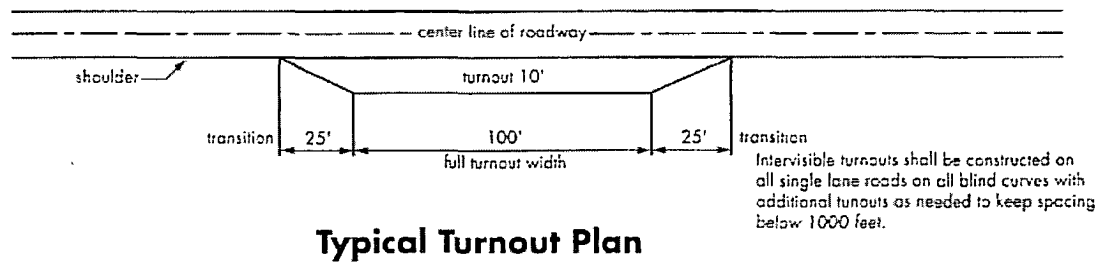 center line of roadway
shoulder
turnout 10'
transition 25' 100' 25' transition
full turnout width
Intervisible turnouts shall be constructed on
all single lane roads on all blind curves with
additional tunouts as needed to keep spacing
below 1000 feet.
Typical Turnout Plan